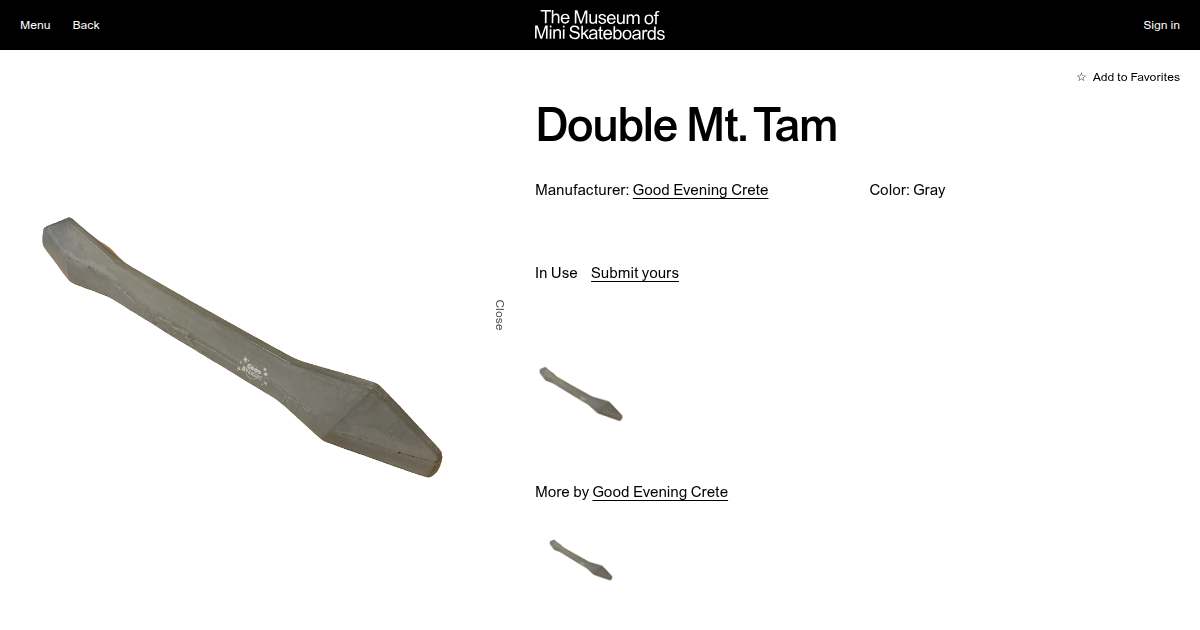 Menu
Back
The Museum of
Mini Skateboards
Sign in
☆ Add to Favorites
Double Mt. Tam
Manufacturer: Good Evening Crete
Color: Gray
In Use Submit yours
Close
More by Good Evening Crete